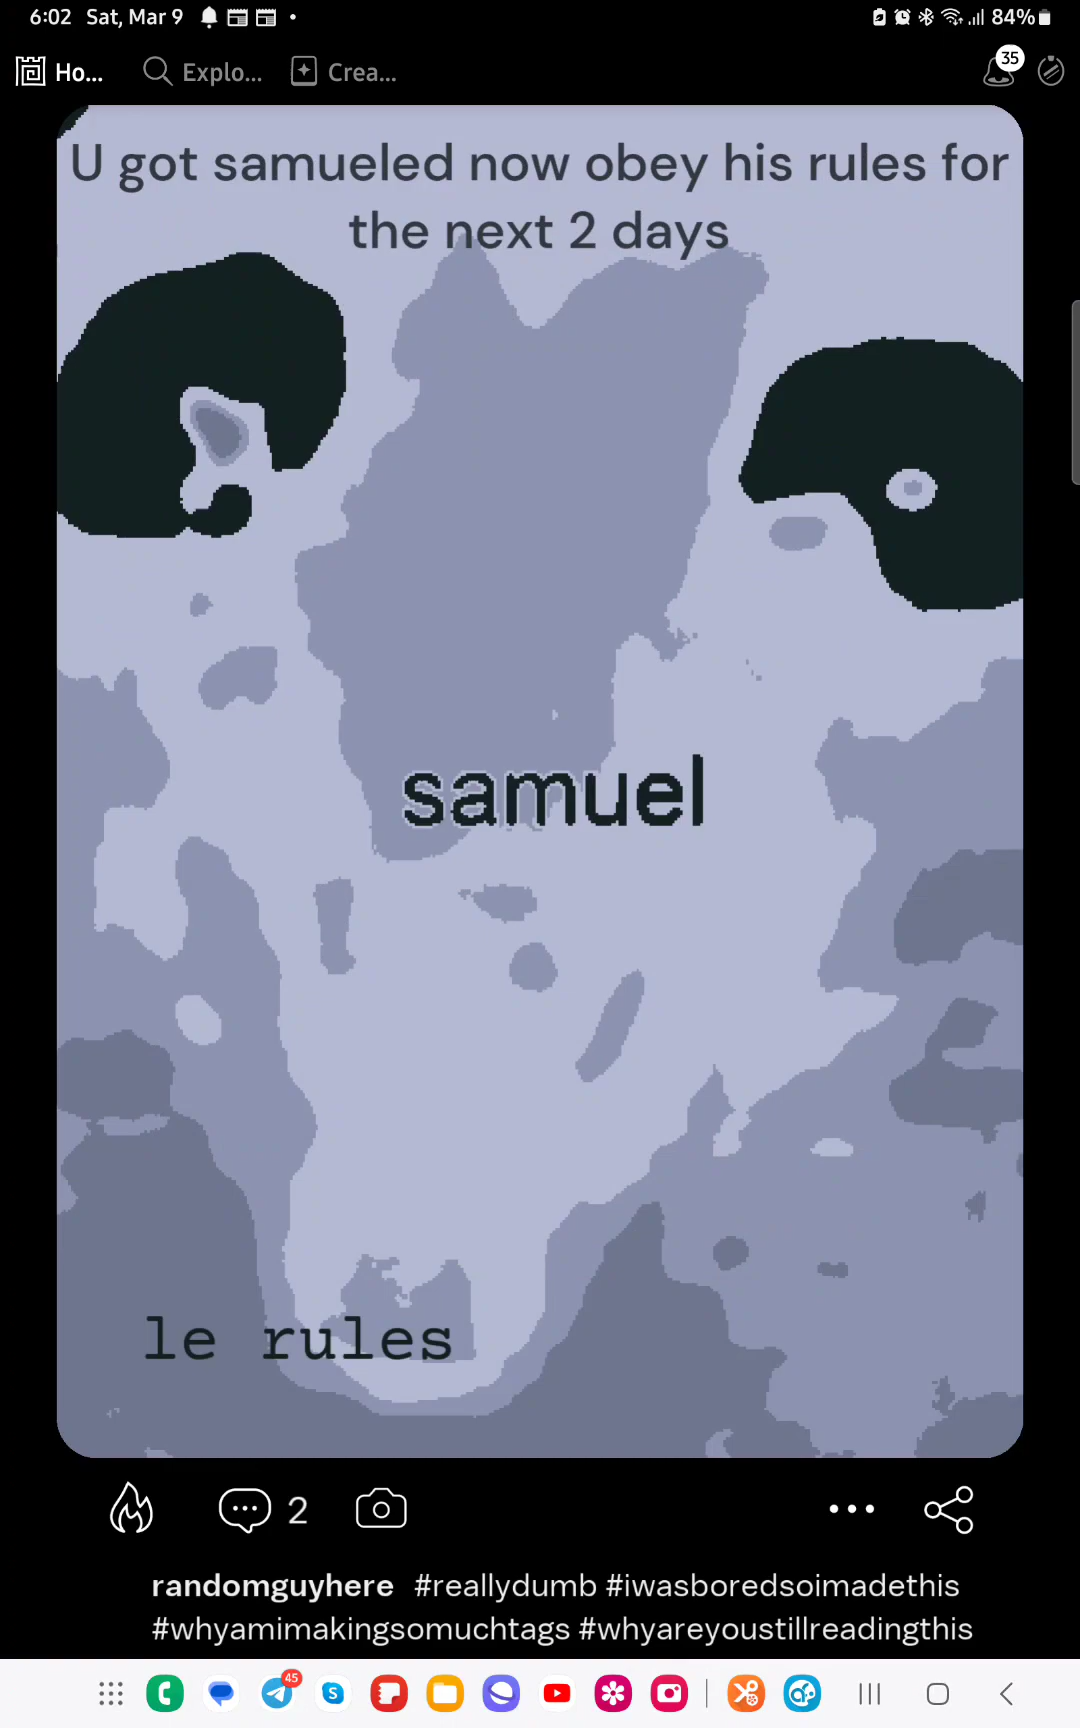 6:02 Sat, Mar 9 84%
Ho... Explo... Crea... 35
U got samueled now obey his rules for
the next 2 days
samuel
le rules
2
randomguyhere #reallydumb #iwasboredsoimadethis
#whyamimakingsomuchtags #whyareyoustillreadingthis
45
S